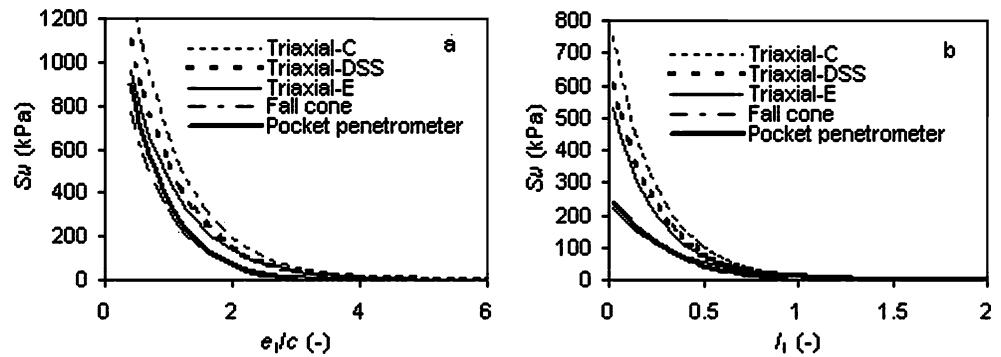 1200
1000
800
600
400
200
0
Su (kPa)
a
Triaxial-C
Triaxial-DSS
Triaxial-E
Fall cone
Pocket penetrometer
0 2 4 6
e_l/c (-)
800
700
600
500
400
300
200
100
0
Su (kPa)
b
Triaxial-C
Triaxial-DSS
Triaxial-E
Fall cone
Pocket penetrometer
0 0.5 1 1.5 2
I_l (-)